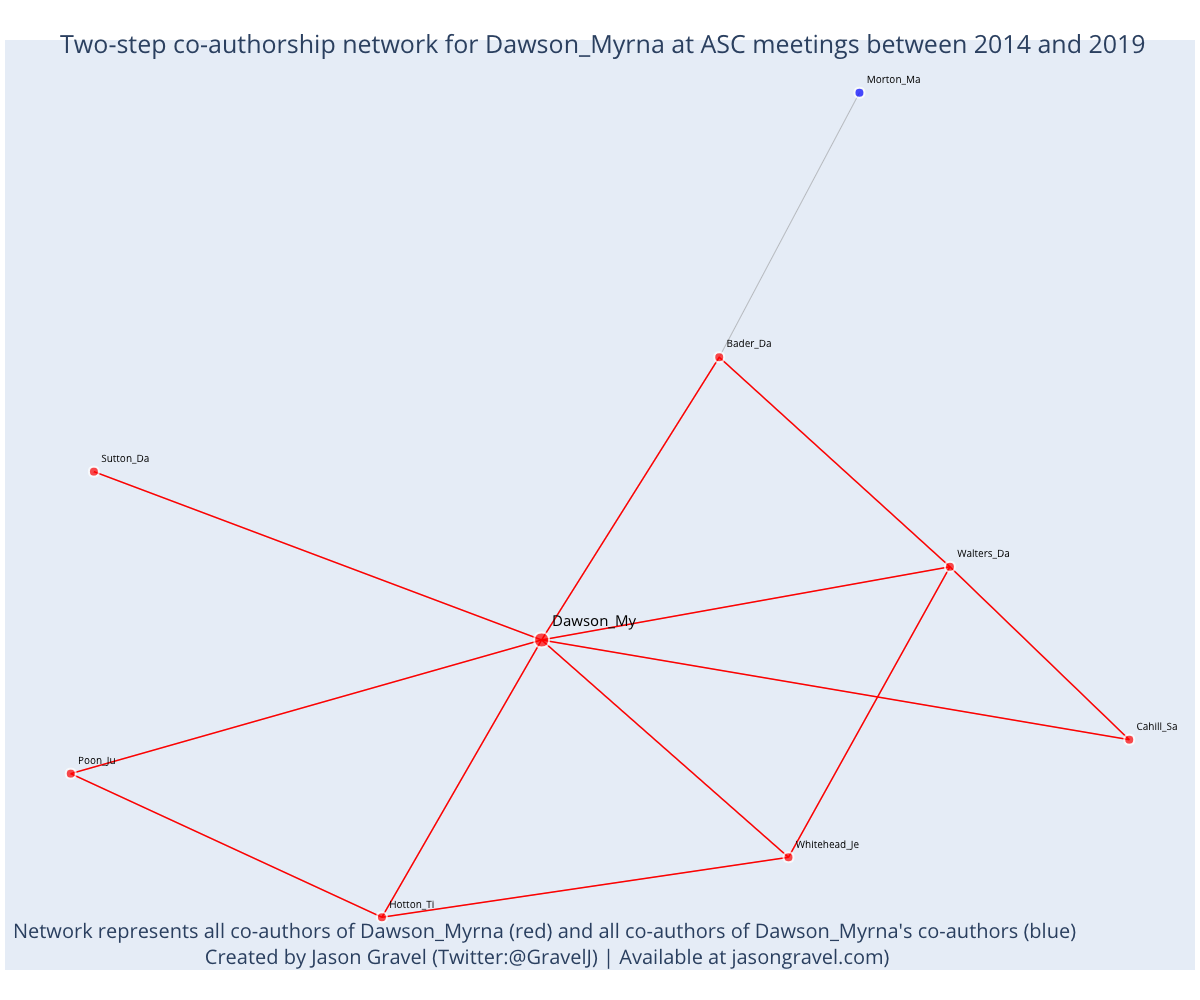 Two-step co-authorship network for Dawson_Myrna at ASC meetings between 2014 and 2019
Morton_Ma
Bader_Da
Sutton_Da
Walters_Da
Dawson_My
Cahill_Sa
Poon_Ju
Whitehead_Je
Hotton_Ti
Network represents all co-authors of Dawson_Myrna (red) and all co-authors of Dawson_Myrna's co-authors (blue)
Created by Jason Gravel (Twitter:@GravelJ) | Available at jasongravel.com)